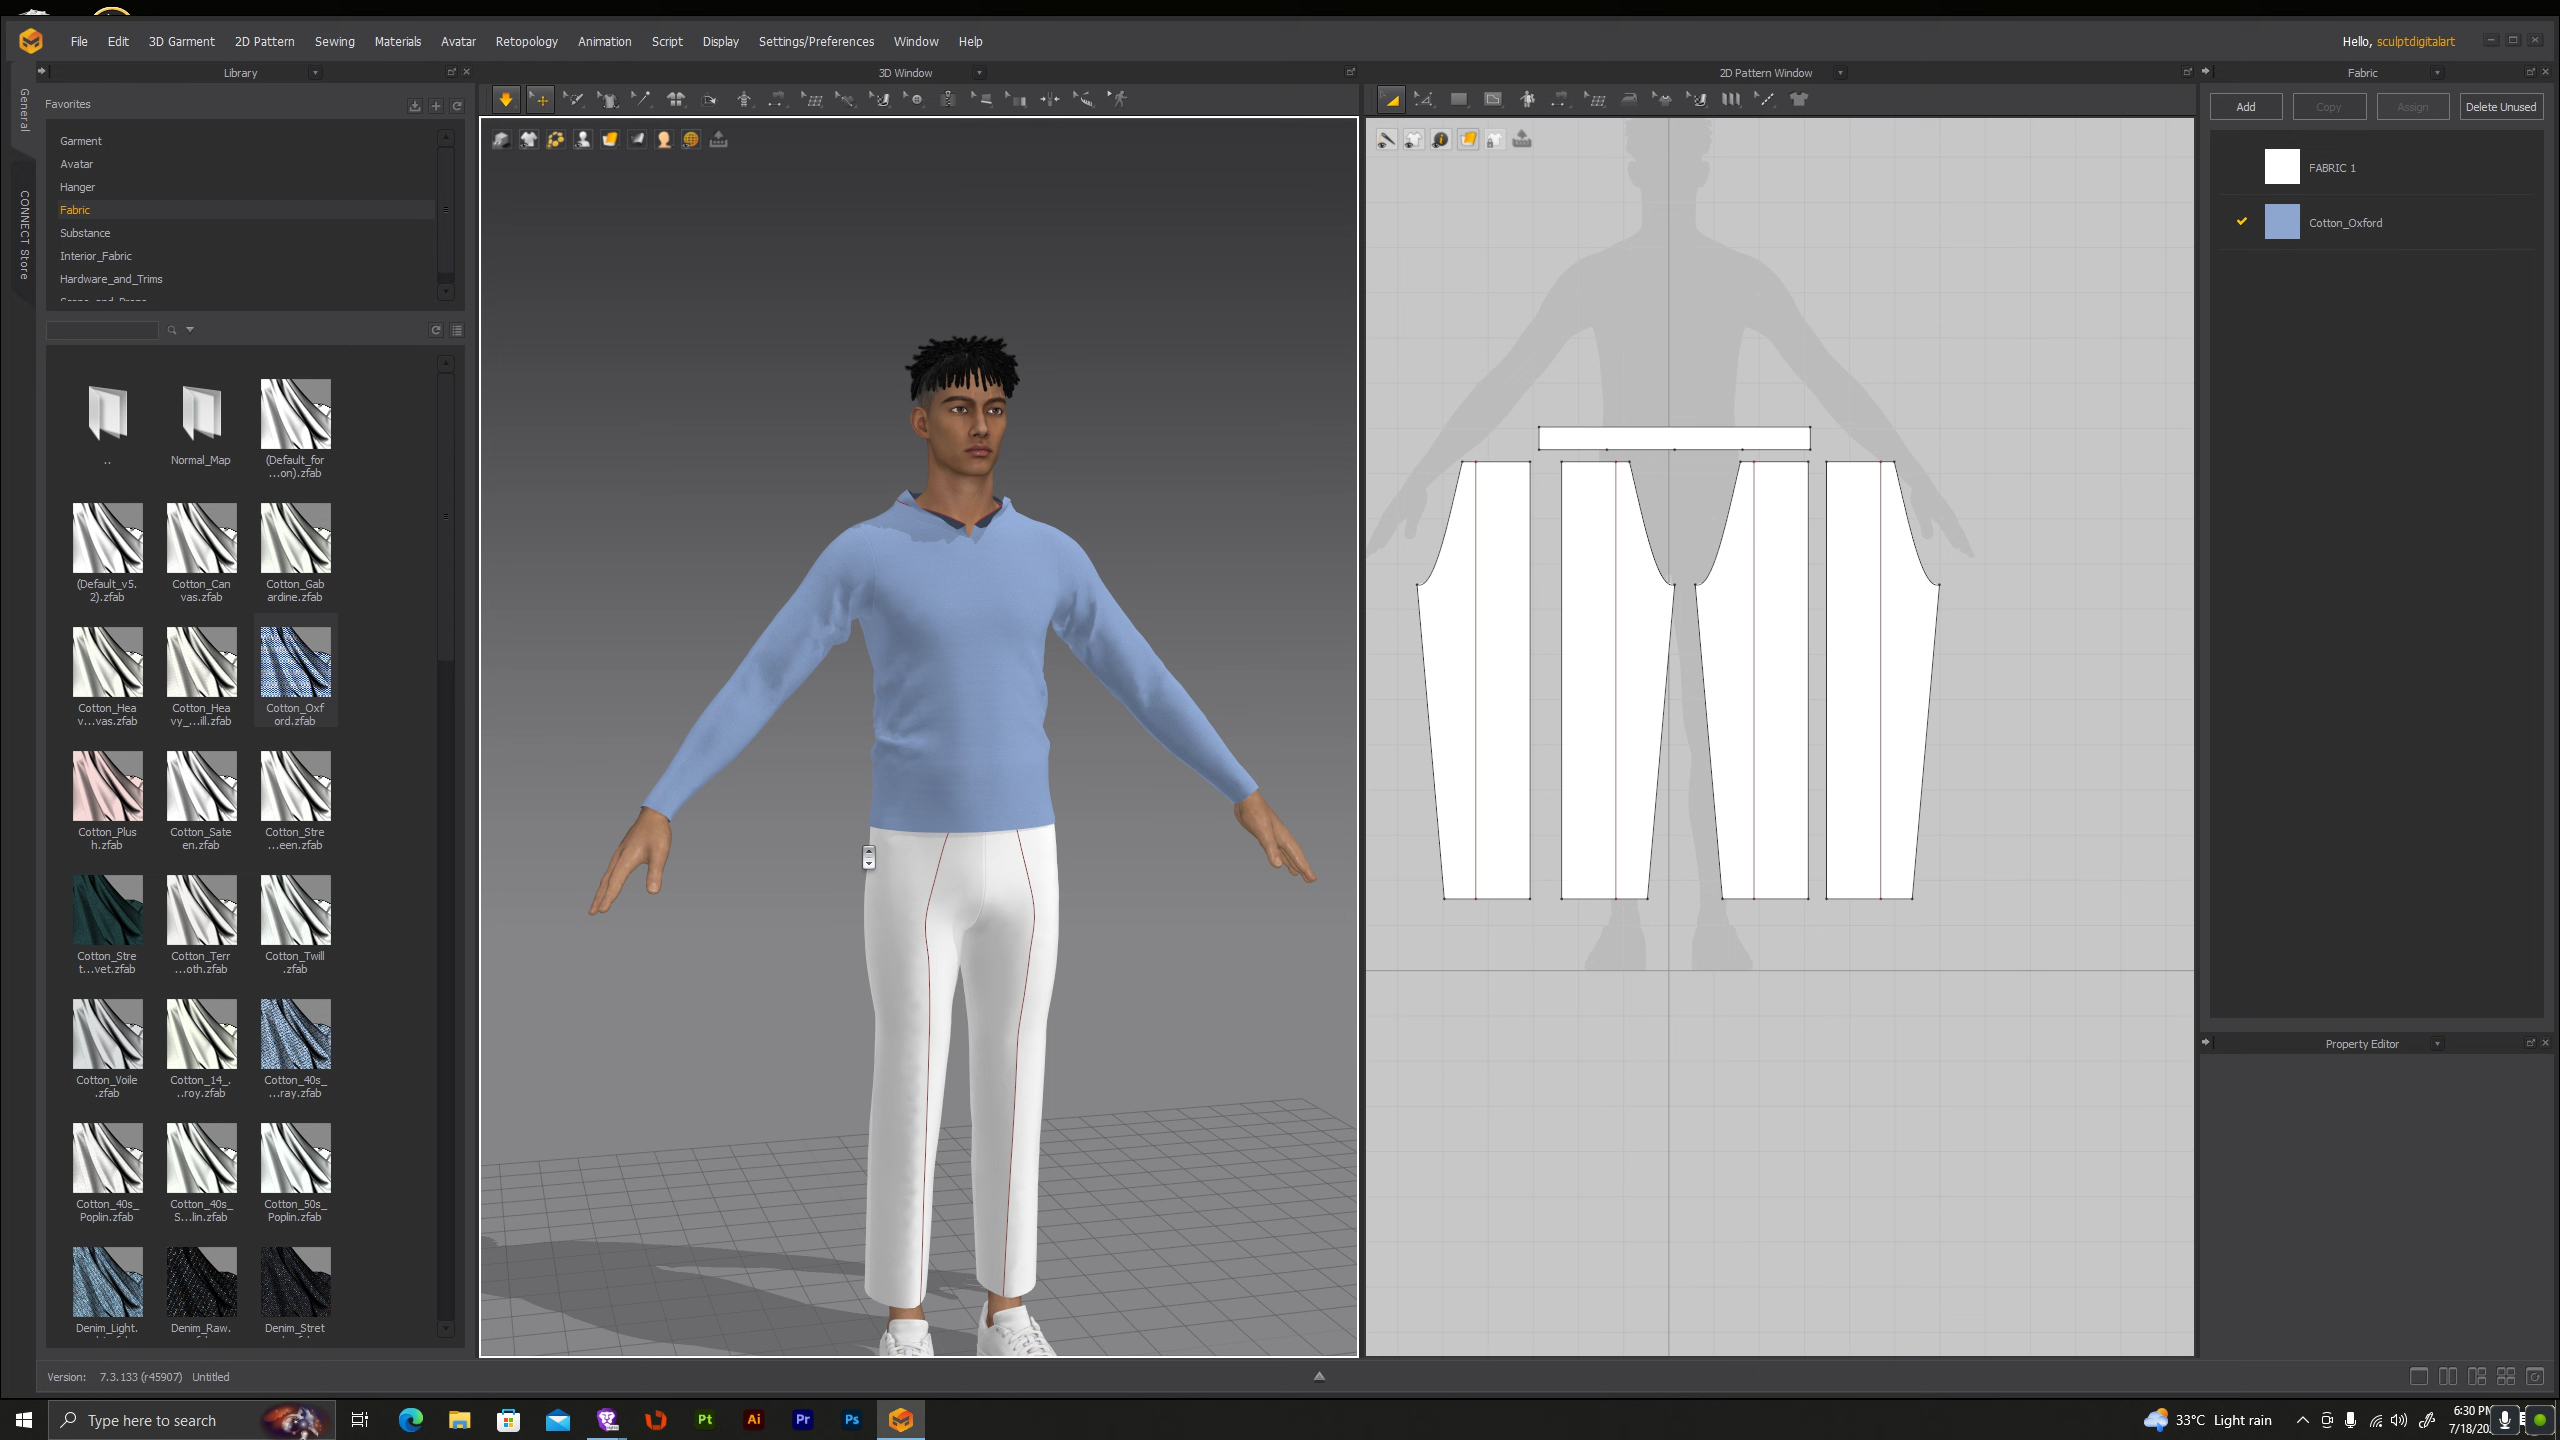 File Edit 3D Garment 2D Pattern Sewing Materials Avatar Retopology Animation Script Display Settings/Preferences Window Help
Hello, sculptdigitalart
Library
3D Window
2D Pattern Window
Fabric
General
CONNECT Store
Favorites
Garment
Avatar
Hanger
Fabric
Substance
Interior_Fabric
Hardware_and_Trims
Add
Copy
Assign
Delete Unused
FABRIC 1
Cotton_Oxford
..
Normal_Map
(Default_for
...on).zfab
(Default_v5.
2).zfab
Cotton_Can
vas.zfab
Cotton_Gab
ardine.zfab
Cotton_Hea
v...vas.zfab
Cotton_Hea
vy_...ill.zfab
Cotton_Oxf
ord.zfab
Cotton_Plus
h.zfab
Cotton_Sate
en.zfab
Cotton_Stre
...een.zfab
Cotton_Stre
t...vet.zfab
Cotton_Terr
...oth.zfab
Cotton_Twill
.zfab
Cotton_Voile
.zfab
Cotton_14_.
..roy.zfab
Cotton_40s_
...ray.zfab
Cotton_40s_
Poplin.zfab
Cotton_40s_
S...lin.zfab
Cotton_50s_
Poplin.zfab
Denim_Light.
Denim_Raw.
Denim_Stret
Property Editor
Version: 7.3.133 (r45907) Untitled
Type here to search
Pt
Ai
Pr
Ps
33°C Light rain
6:30 PM